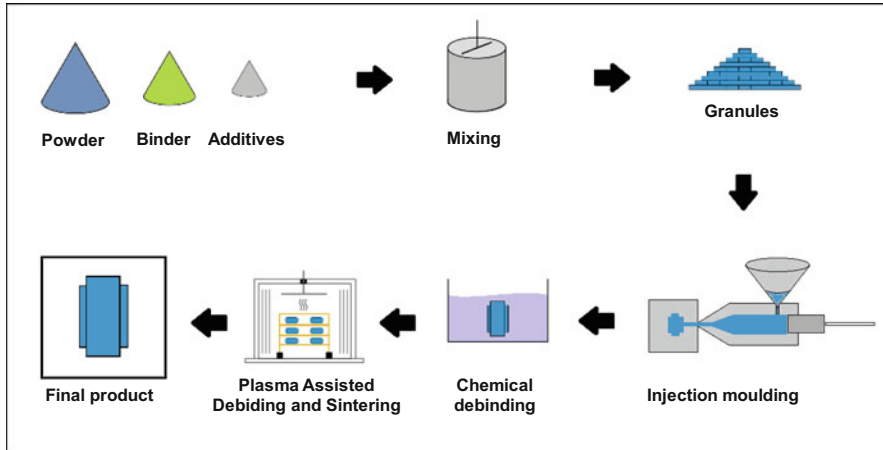 Powder
Binder
Additives
Mixing
Granules
Final product
Plasma Assisted
Debiding and Sintering
Chemical
debinding
Injection moulding